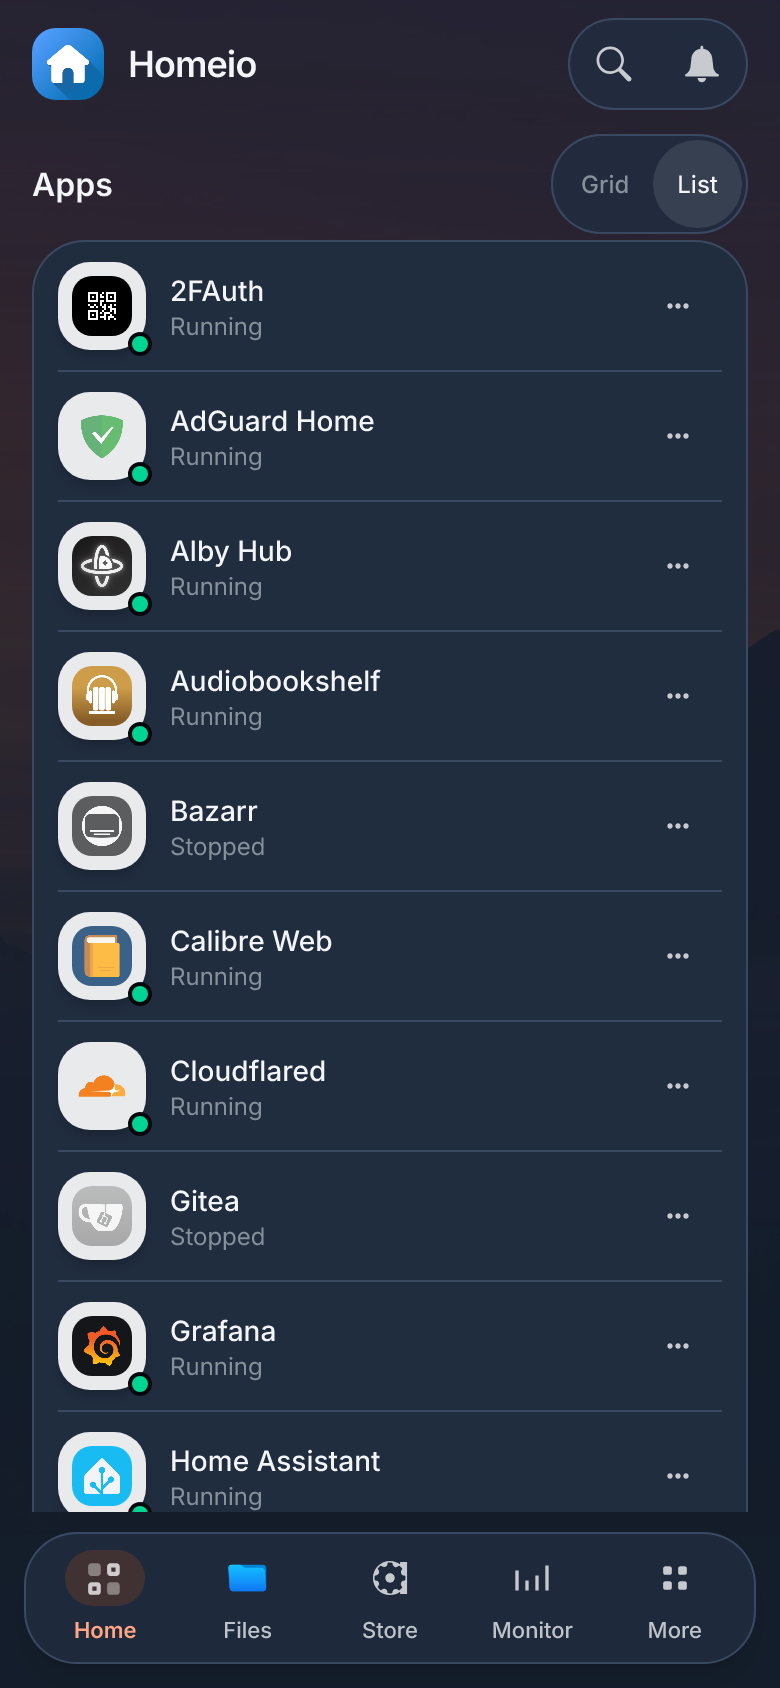 Homeio
Apps
Grid
List
2FAuth
Running
AdGuard Home
Running
Alby Hub
Running
Audiobookshelf
Running
Bazarr
Stopped
Calibre Web
Running
Cloudflared
Running
Gitea
Stopped
Grafana
Running
Home Assistant
Running
Home
Files
Store
Monitor
More